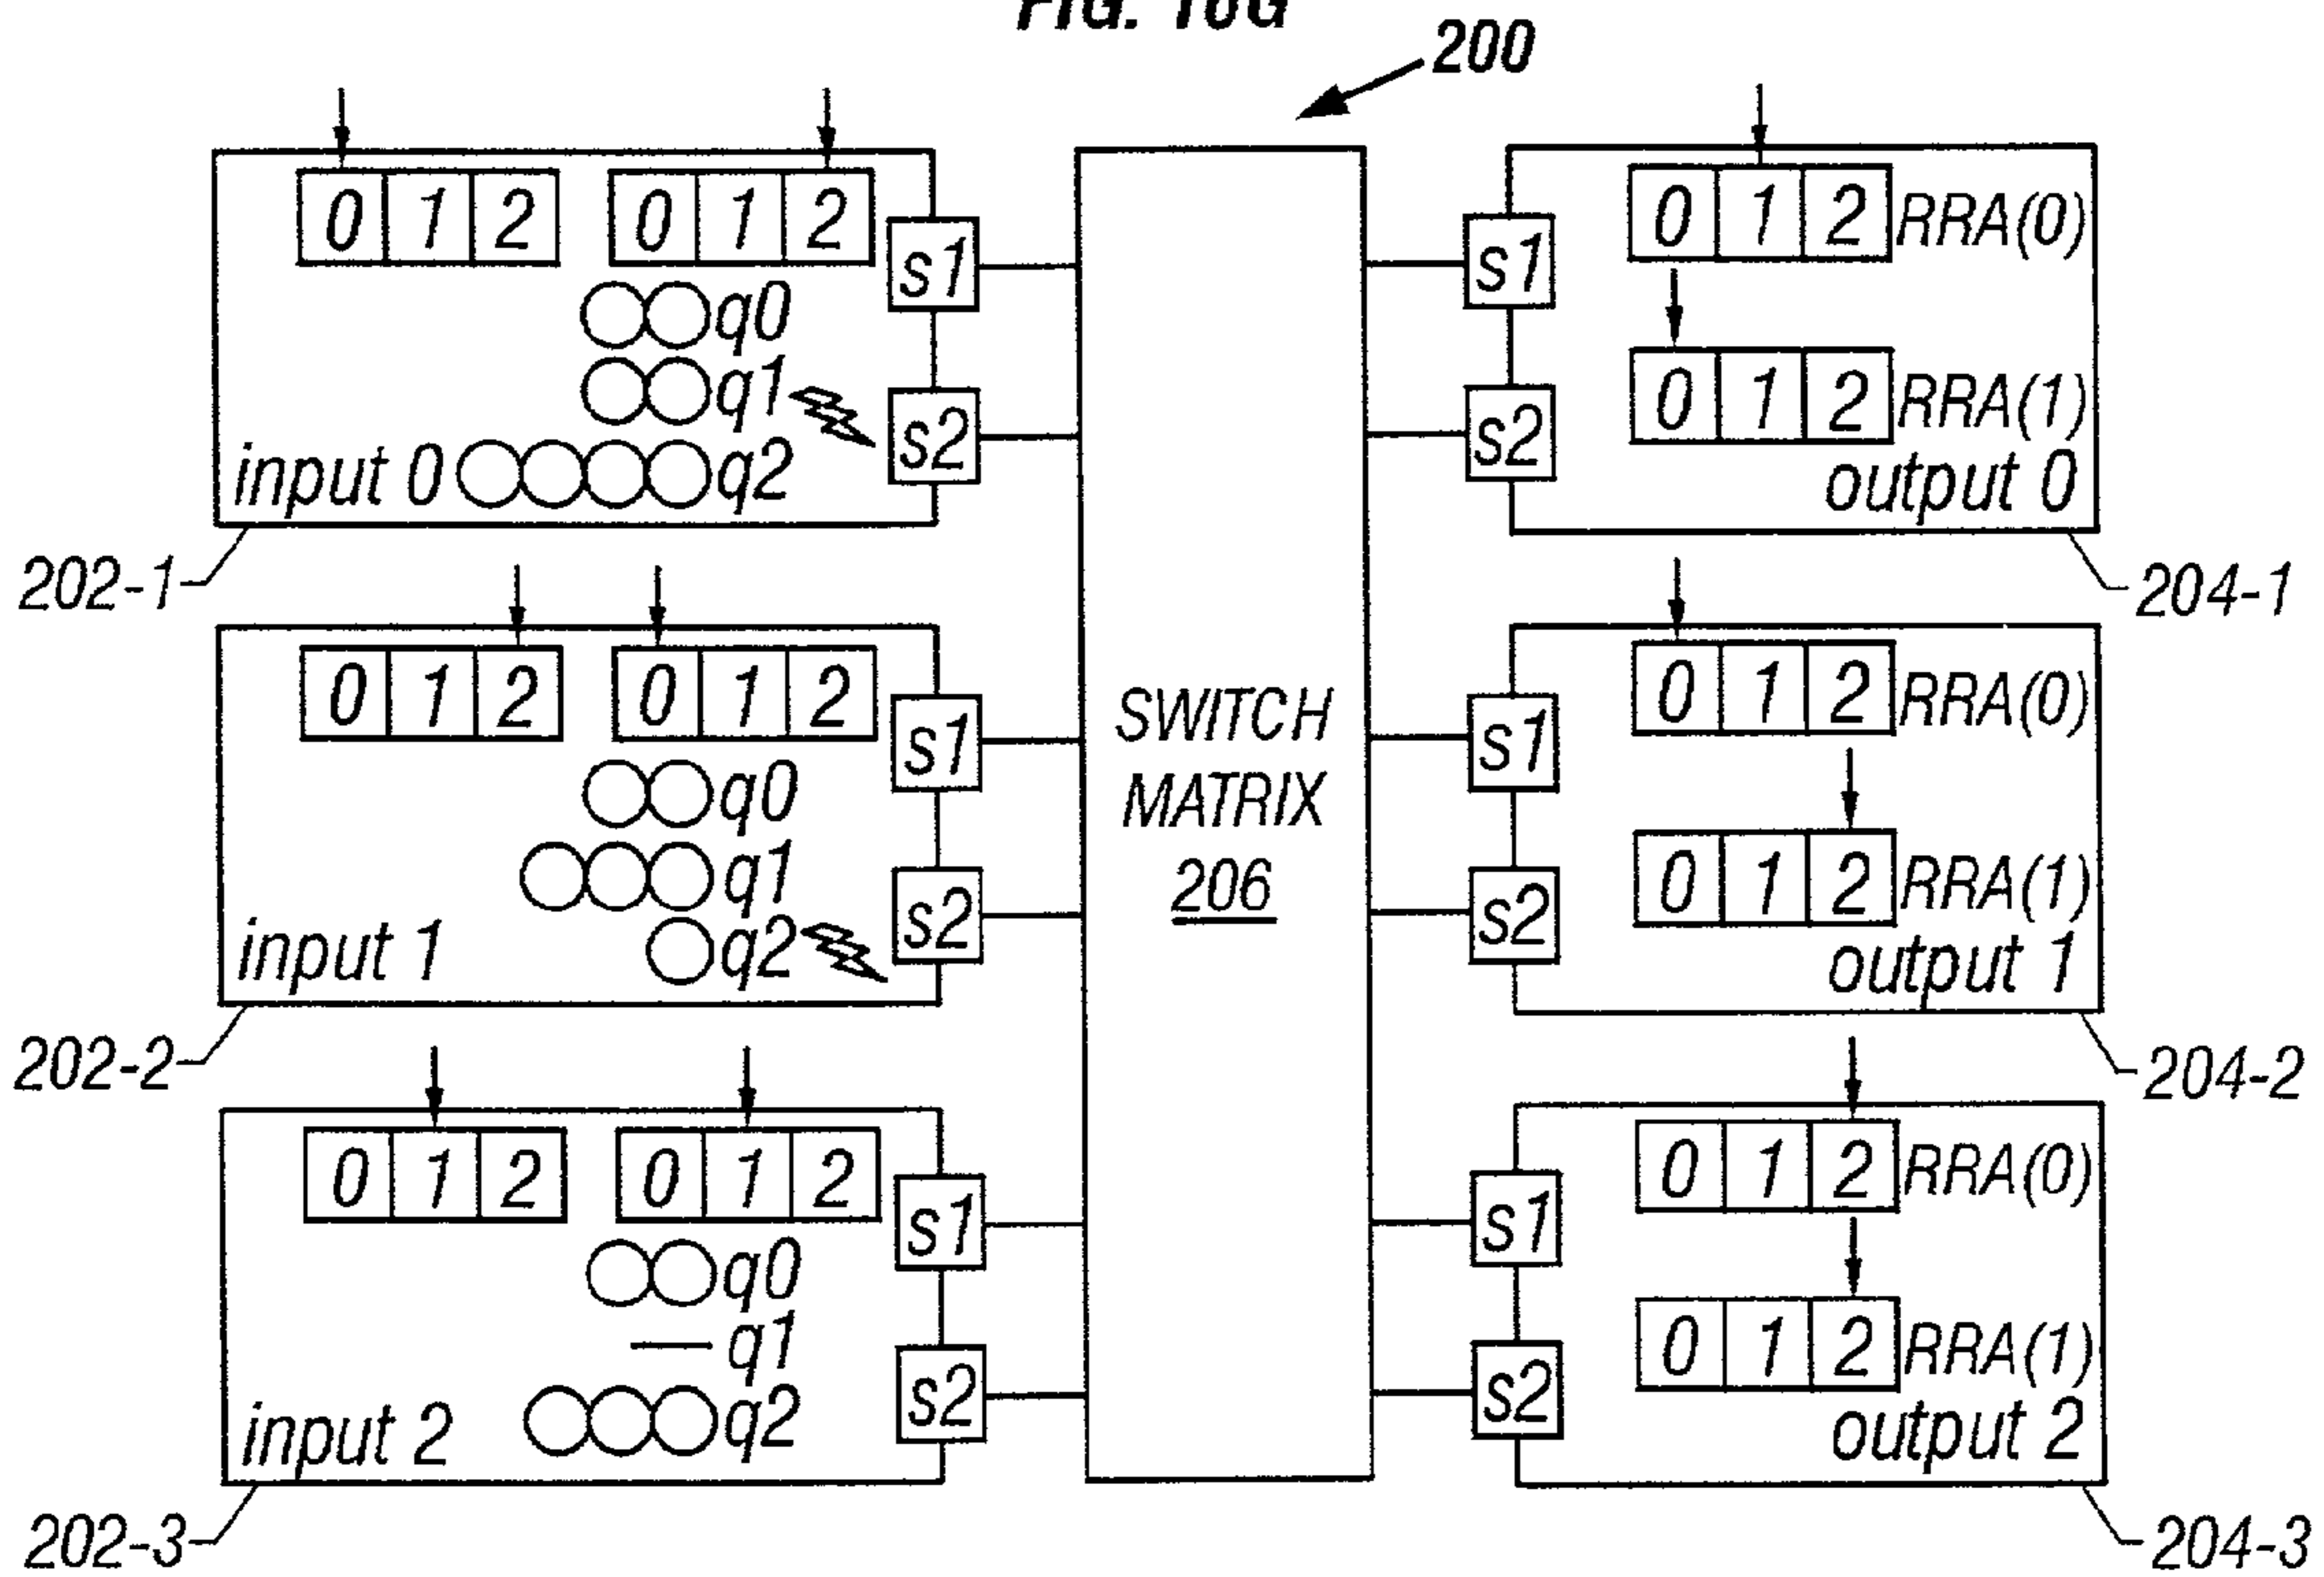 FIG. 10G
200
0 1 2 0 1 2
s1
q0
q1
s2
input 0 q2
202-1
0 1 2 0 1 2
s1
q0
q1
s2
input 1 q2
202-2
0 1 2 0 1 2
s1
q0
q1
s2
input 2 q2
202-3
SWITCH
MATRIX
206
0 1 2 RRA(0)
s1
0 1 2 RRA(1)
s2
output 0
204-1
0 1 2 RRA(0)
s1
0 1 2 RRA(1)
s2
output 1
204-2
0 1 2 RRA(0)
s1
0 1 2 RRA(1)
s2
output 2
204-3